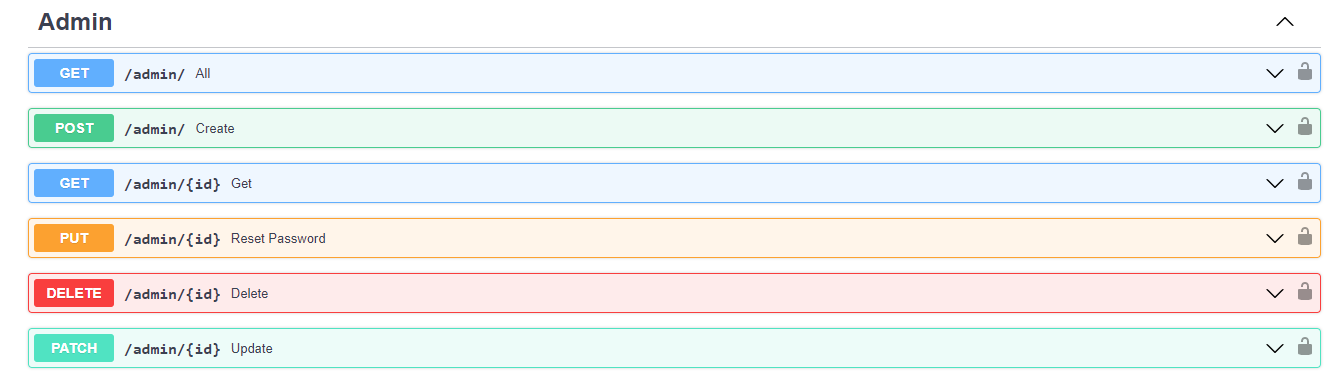 Admin
GET /admin/ All
POST /admin/ Create
GET /admin/{id} Get
PUT /admin/{id} Reset Password
DELETE /admin/{id} Delete
PATCH /admin/{id} Update